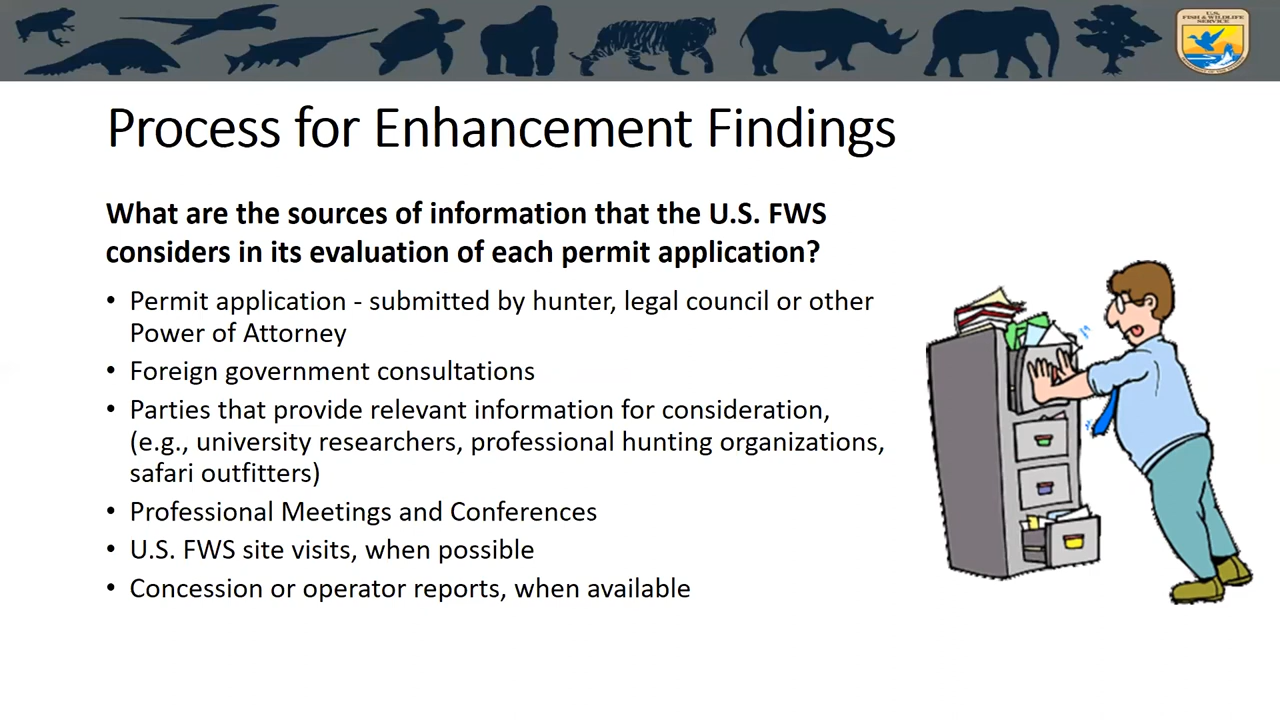 U.S.
FISH & WILDLIFE
SERVICE
Process for Enhancement Findings
What are the sources of information that the U.S. FWS
considers in its evaluation of each permit application?
• Permit application - submitted by hunter, legal council or other
Power of Attorney
• Foreign government consultations
• Parties that provide relevant information for consideration,
(e.g., university researchers, professional hunting organizations,
safari outfitters)
• Professional Meetings and Conferences
• U.S. FWS site visits, when possible
• Concession or operator reports, when available